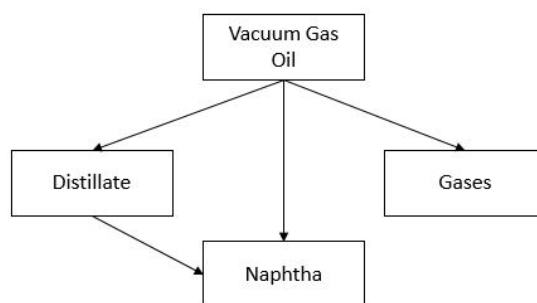 Vacuum Gas
Oil
Distillate
Gases
Naphtha